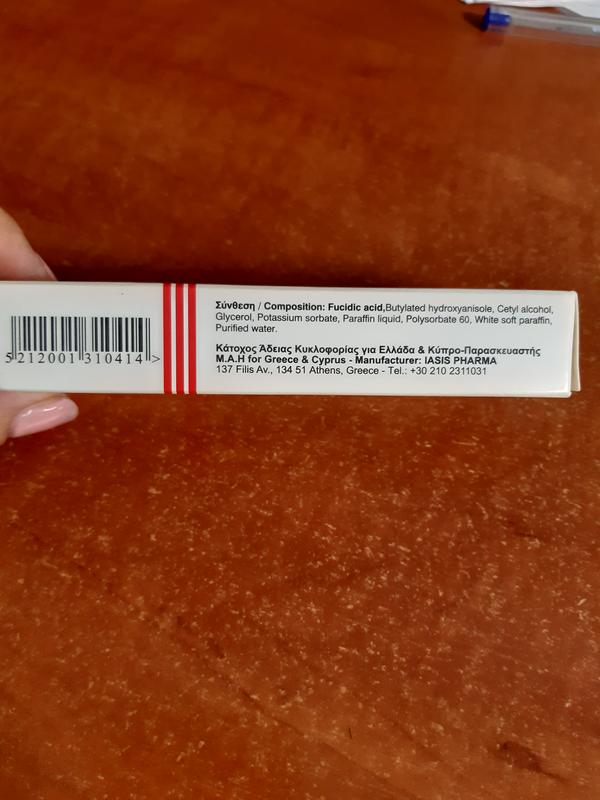 5 212001 310414 >
Σύνθεση / Composition: Fucidic acid,Butylated hydroxyanisole, Cetyl alcohol,
Glycerol, Potassium sorbate, Paraffin liquid, Polysorbate 60, White soft paraffin,
Purified water.
Κάτοχος Άδειας Κυκλοφορίας για Ελλάδα & Κύπρο-Παρασκευαστής
M.A.H for Greece & Cyprus - Manufacturer: IASIS PHARMA
137 Filis Av., 134 51 Athens, Greece - Tel.: +30 210 2311031